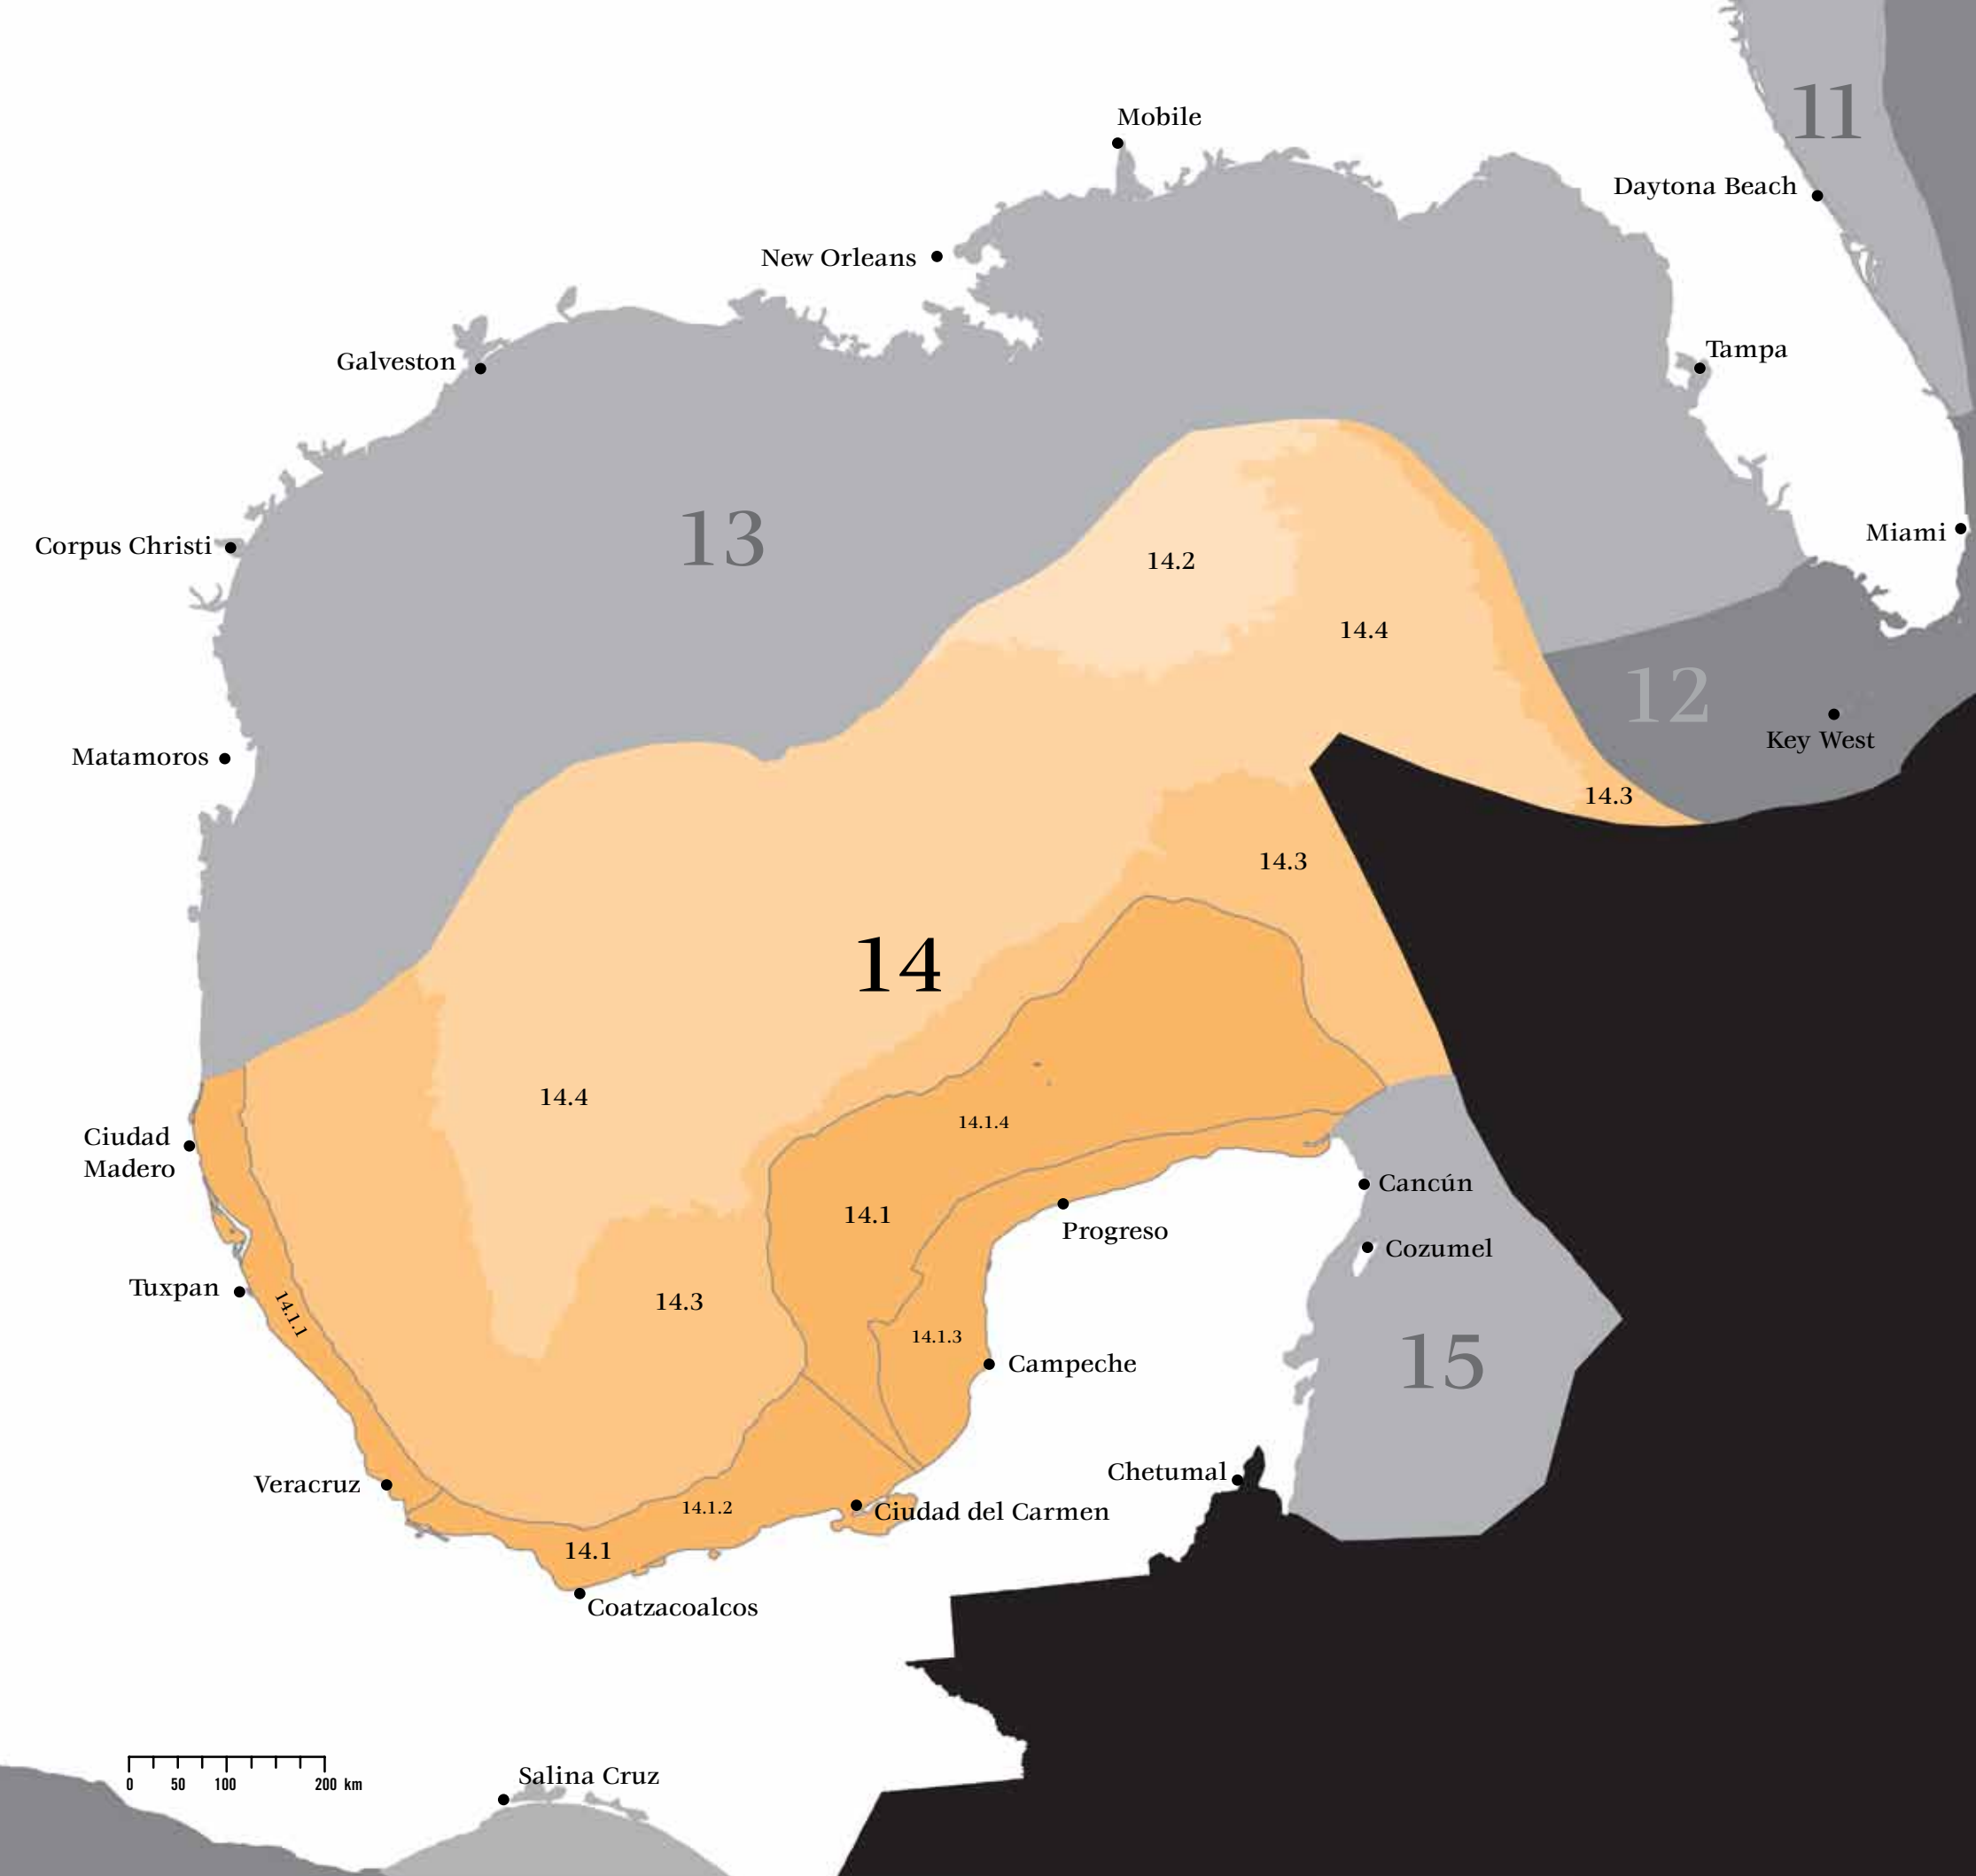 11
Mobile
Daytona Beach
New Orleans
Tampa
Galveston
13
Miami
Corpus Christi
14.2
14.4
12
Key West
Matamoros
14.3
14.3
14
14.4
14.1.4
Ciudad
Madero
Cancún
14.1
Progreso
Cozumel
Tuxpan
14.1.1
14.3
14.1.3
Campeche
15
Chetumal
Veracruz
14.1.2
Ciudad del Carmen
14.1
Coatzacoalcos
Salina Cruz
0 50 100 200 km